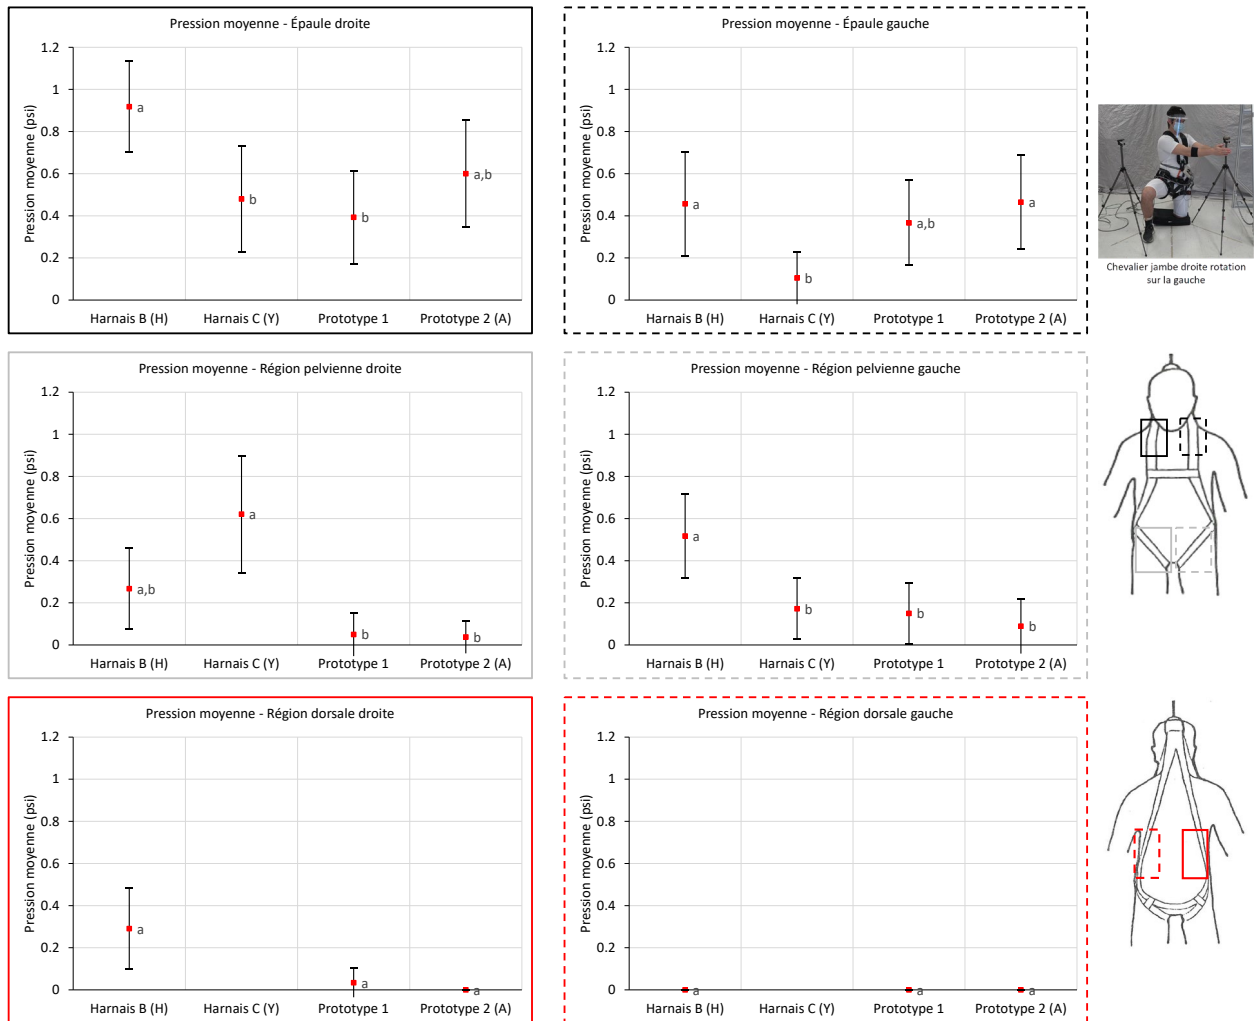 Pression moyenne - Épaule droite
Pression moyenne (psi)
1.2
1
0.8
0.6
0.4
0.2
0
a
b
b
a,b
Harnais B (H) Harnais C (Y) Prototype 1 Prototype 2 (A)
Pression moyenne - Épaule gauche
Pression moyenne (psi)
1.2
1
0.8
0.6
0.4
0.2
0
a
b
a,b
a
Harnais B (H) Harnais C (Y) Prototype 1 Prototype 2 (A)
Chevalier jambe droite rotation
sur la gauche
Pression moyenne - Région pelvienne droite
Pression moyenne (psi)
1.2
1
0.8
0.6
0.4
0.2
0
a,b
a
b
b
Harnais B (H) Harnais C (Y) Prototype 1 Prototype 2 (A)
Pression moyenne - Région pelvienne gauche
Pression moyenne (psi)
1.2
1
0.8
0.6
0.4
0.2
0
a
b
b
b
Harnais B (H) Harnais C (Y) Prototype 1 Prototype 2 (A)
Pression moyenne - Région dorsale droite
Pression moyenne (psi)
1.2
1
0.8
0.6
0.4
0.2
0
a
a
a
Harnais B (H) Harnais C (Y) Prototype 1 Prototype 2 (A)
Pression moyenne - Région dorsale gauche
Pression moyenne (psi)
1.2
1
0.8
0.6
0.4
0.2
0
a
a
a
Harnais B (H) Harnais C (Y) Prototype 1 Prototype 2 (A)